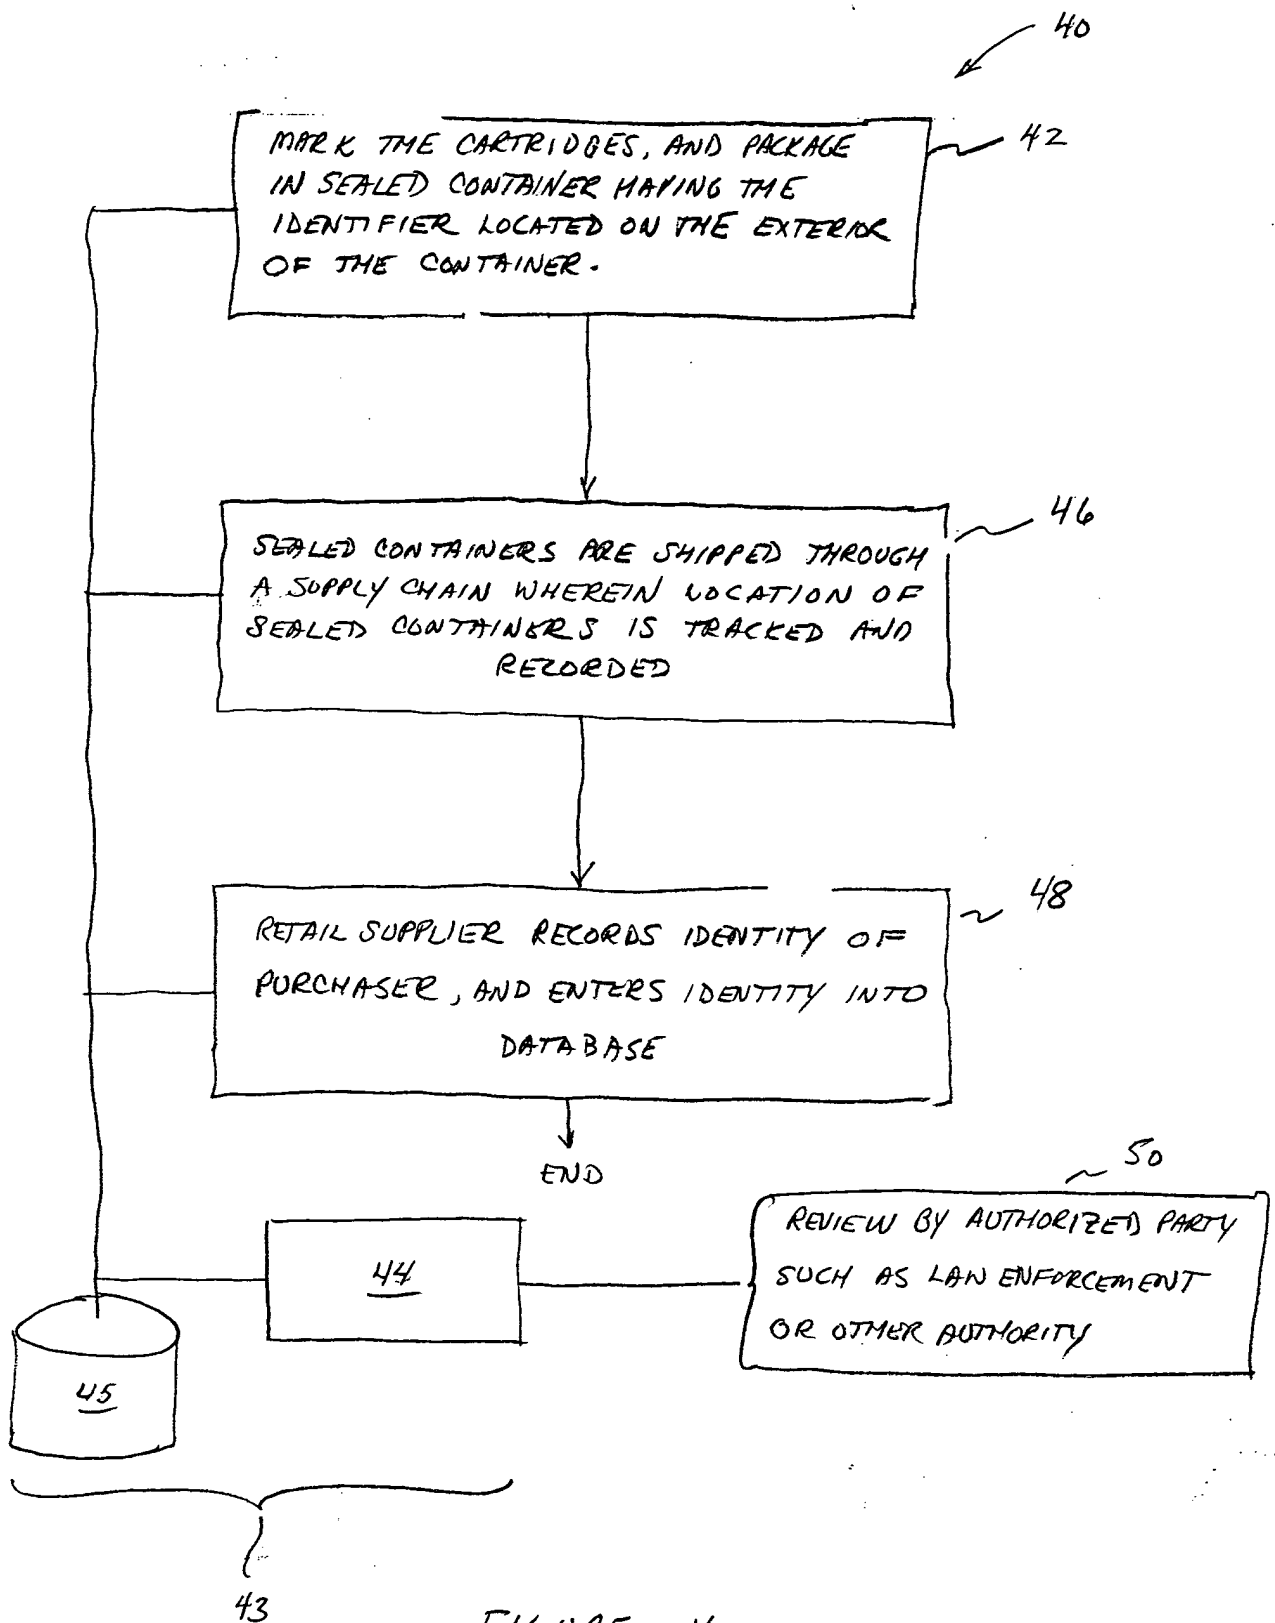 40
MARK THE CARTRIDGES, AND PACKAGE
IN SEALED CONTAINER HAVING THE
IDENTIFIER LOCATED ON THE EXTERIOR
OF THE CONTAINER.
42
SEALED CONTAINERS ARE SHIPPED THROUGH
A SUPPLY CHAIN WHEREIN LOCATION OF
SEALED CONTAINERS IS TRACKED AND
RECORDED
46
RETAIL SUPPLIER RECORDS IDENTITY OF
PURCHASER, AND ENTERS IDENTITY INTO
DATABASE
48
END
50
REVIEW BY AUTHORIZED PARTY
SUCH AS LAW ENFORCEMENT
OR OTHER AUTHORITY
44
45
43